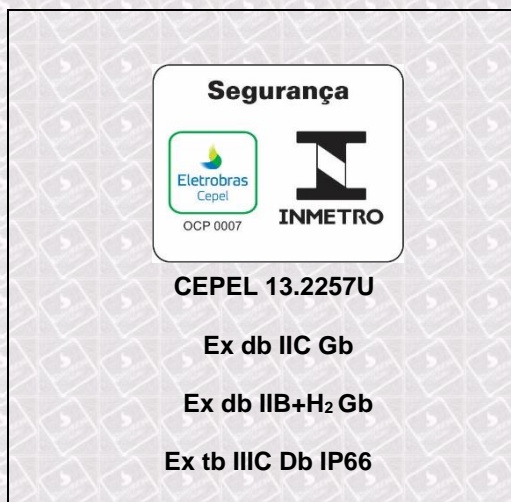 Segurança
Eletrobras
Cepel
OCP 0007
INMETRO
CEPEL 13.2257U
Ex db IIC Gb
Ex db IIB+H₂ Gb
Ex tb IIIC Db IP66